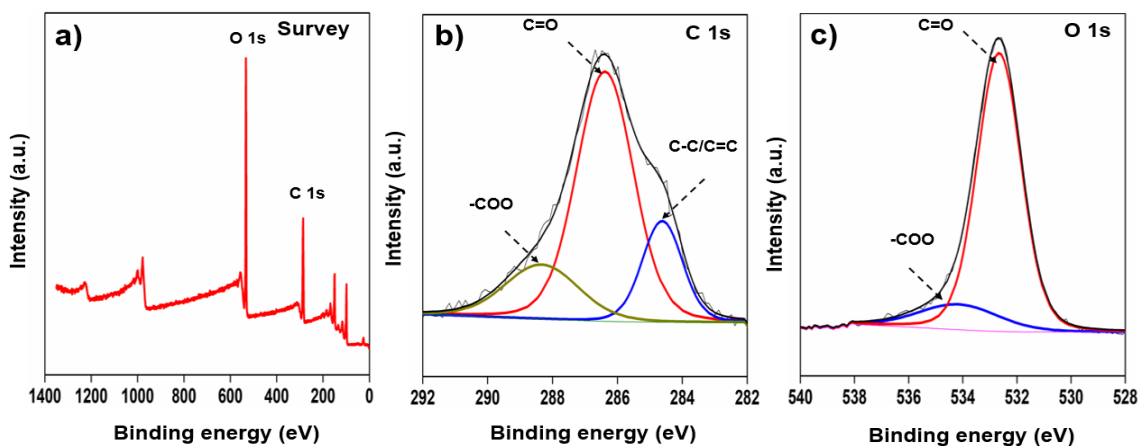 a)
Survey
O 1s
C 1s
Intensity (a.u.)
1400 1200 1000 800 600 400 200 0
Binding energy (eV)
b)
C 1s
C=O
C-C/C=C
-COO
Intensity (a.u.)
292 290 288 286 284 282
Binding energy (eV)
c)
O 1s
C=O
-COO
Intensity (a.u.)
540 538 536 534 532 530 528
Binding energy (eV)